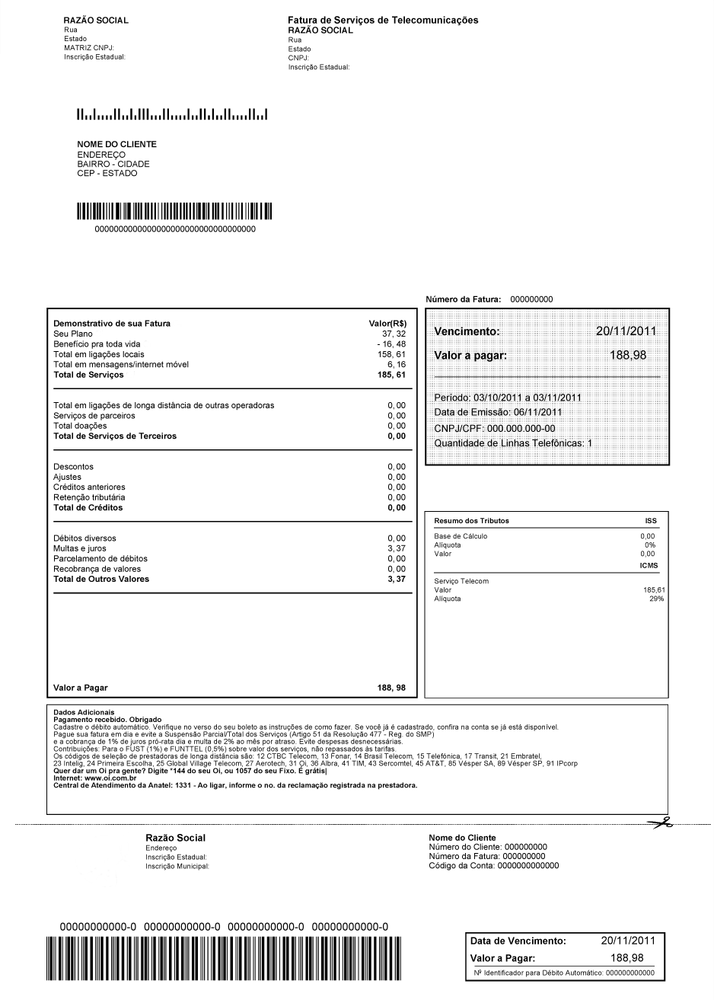 RAZÃO SOCIAL
Rua
Estado
MATRIZ CNPJ:
Inscrição Estadual:
Fatura de Serviços de Telecomunicações
RAZÃO SOCIAL
Rua
Estado
CNPJ:
Inscrição Estadual:
NOME DO CLIENTE
ENDEREÇO
BAIRRO - CIDADE
CEP - ESTADO
0000000000000000000000000000000000
Número da Fatura: 000000000
Demonstrativo de sua Fatura Valor(R$)
Seu Plano 37, 32
Benefício pra toda vida - 16, 48
Total em ligações locais 158, 61
Total em mensagens/internet móvel 6, 16
Total de Serviços 185, 61
Total em ligações de longa distância de outras operadoras 0, 00
Serviços de parceiros 0, 00
Total doações 0, 00
Total de Serviços de Terceiros 0, 00
Descontos 0, 00
Ajustes 0, 00
Créditos anteriores 0, 00
Retenção tributária 0, 00
Total de Créditos 0, 00
Débitos diversos 0, 00
Multas e juros 3, 37
Parcelamento de débitos 0, 00
Recobrança de valores 0, 00
Total de Outros Valores 3, 37
Valor a Pagar 188, 98
Vencimento: 20/11/2011
Valor a pagar: 188,98
Período: 03/10/2011 a 03/11/2011
Data de Emissão: 06/11/2011
CNPJ/CPF: 000.000.000-00
Quantidade de Linhas Telefônicas: 1
Resumo dos Tributos ISS
Base de Cálculo 0,00
Alíquota 0%
Valor 0,00
ICMS
Serviço Telecom
Valor 185,61
Alíquota 29%
Dados Adicionais
Pagamento recebido. Obrigado
Cadastre o débito automático. Verifique no verso do seu boleto as instruções de como fazer. Se você já é cadastrado, confira na conta se já está disponível.
Pague sua fatura em dia e evite a Suspensão Parcial/Total dos Serviços (Artigo 51 da Resolução 477 - Reg. do SMP)
e a cobrança de 1% de juros pró-rata dia e multa de 2% ao mês por atraso. Evite despesas desnecessárias.
Contribuições: Para o FUST (1%) e FUNTTEL (0,5%) sobre valor dos serviços, não repassados às tarifas.
Os códigos de seleção de prestadoras de longa distância são: 12 CTBC Telecom, 13 Fonar, 14 Brasil Telecom, 15 Telefônica, 17 Transit, 21 Embratel,
23 Intelig, 24 Primeira Escolha, 25 Global Village Telecom, 27 Aerotech, 31 Oi, 36 Albra, 41 TIM, 43 Sercomtel, 45 AT&T, 85 Vésper SA, 89 Vésper SP, 91 IPcorp
Quer dar um Oi pra gente? Digite *144 do seu Oi, ou 1057 do seu Fixo. É grátis|
Internet: www.oi.com.br
Central de Atendimento da Anatel: 1331 - Ao ligar, informe o no. da reclamação registrada na prestadora.
Razão Social
Endereço
Inscrição Estadual:
Inscrição Municipal:
Nome do Cliente
Número do Cliente: 000000000
Número da Fatura: 000000000
Código da Conta: 0000000000000
00000000000-0 00000000000-0 00000000000-0 00000000000-0
Data de Vencimento: 20/11/2011
Valor a Pagar: 188,98
Nº Identificador para Débito Automático: 000000000000